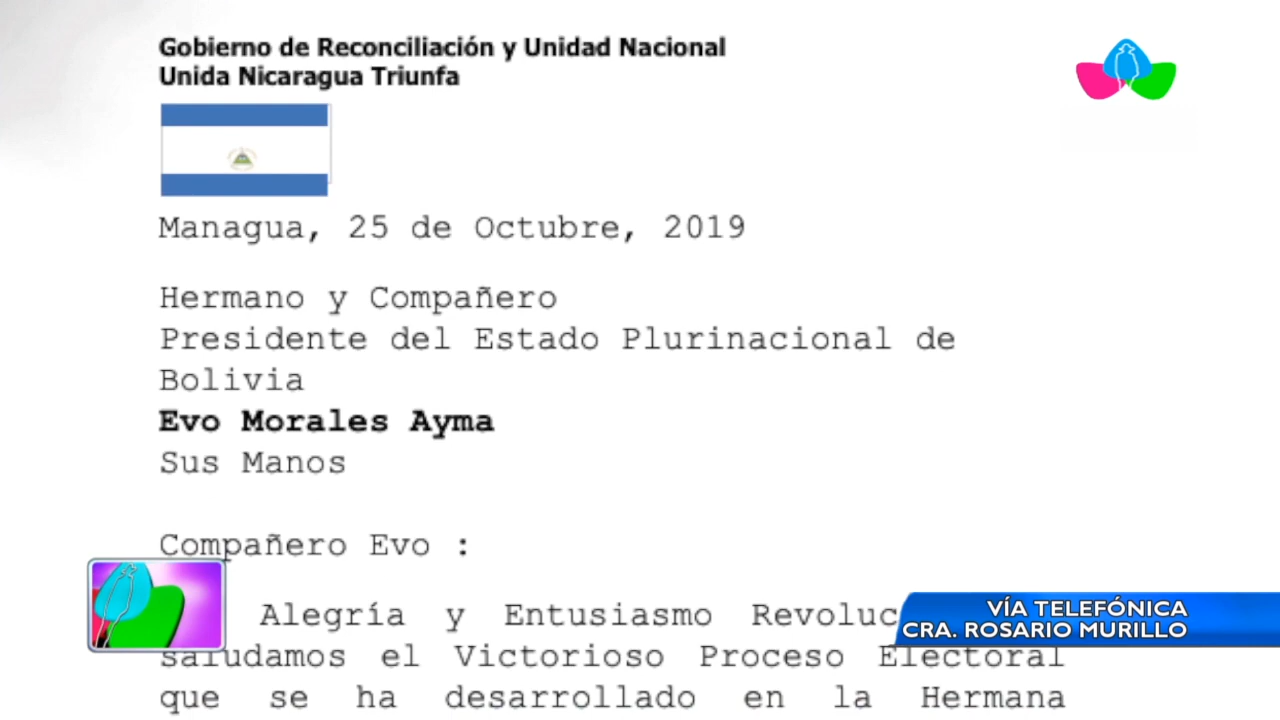 Gobierno de Reconciliación y Unidad Nacional
Unida Nicaragua Triunfa
Managua, 25 de Octubre, 2019
Hermano y Compañero
Presidente del Estado Plurinacional de
Bolivia
Evo Morales Ayma
Sus Manos
Compañero Evo :
Alegría y Entusiasmo
saludamos el Victorioso Proceso Electoral
que se ha desarrollado en la Hermana
VÍA TELEFÓNICA
CRA. ROSARIO MURILLO